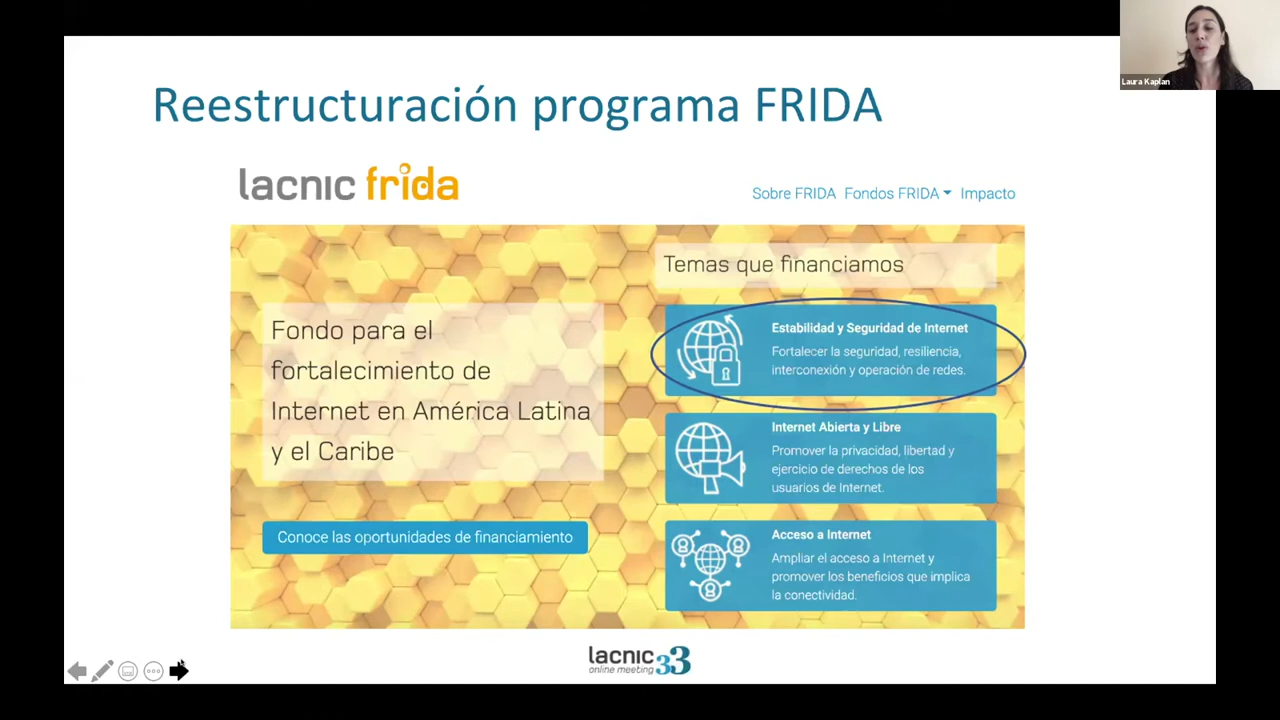 Laura Kaplan
Reestructuración programa FRIDA
lacnic frida
Sobre FRIDA Fondos FRIDA Impacto
Temas que financiamos
Fondo para el
fortalecimiento de
Internet en América Latina
y el Caribe
Conoce las oportunidades de financiamiento
Estabilidad y Seguridad de Internet
Fortalecer la seguridad, resiliencia,
interconexión y operación de redes.
Internet Abierta y Libre
Promover la privacidad, libertad y
ejercicio de derechos de los
usuarios de Internet.
Acceso a Internet
Ampliar el acceso a Internet y
promover los beneficios que implica
la conectividad.
lacnic 33
online meeting